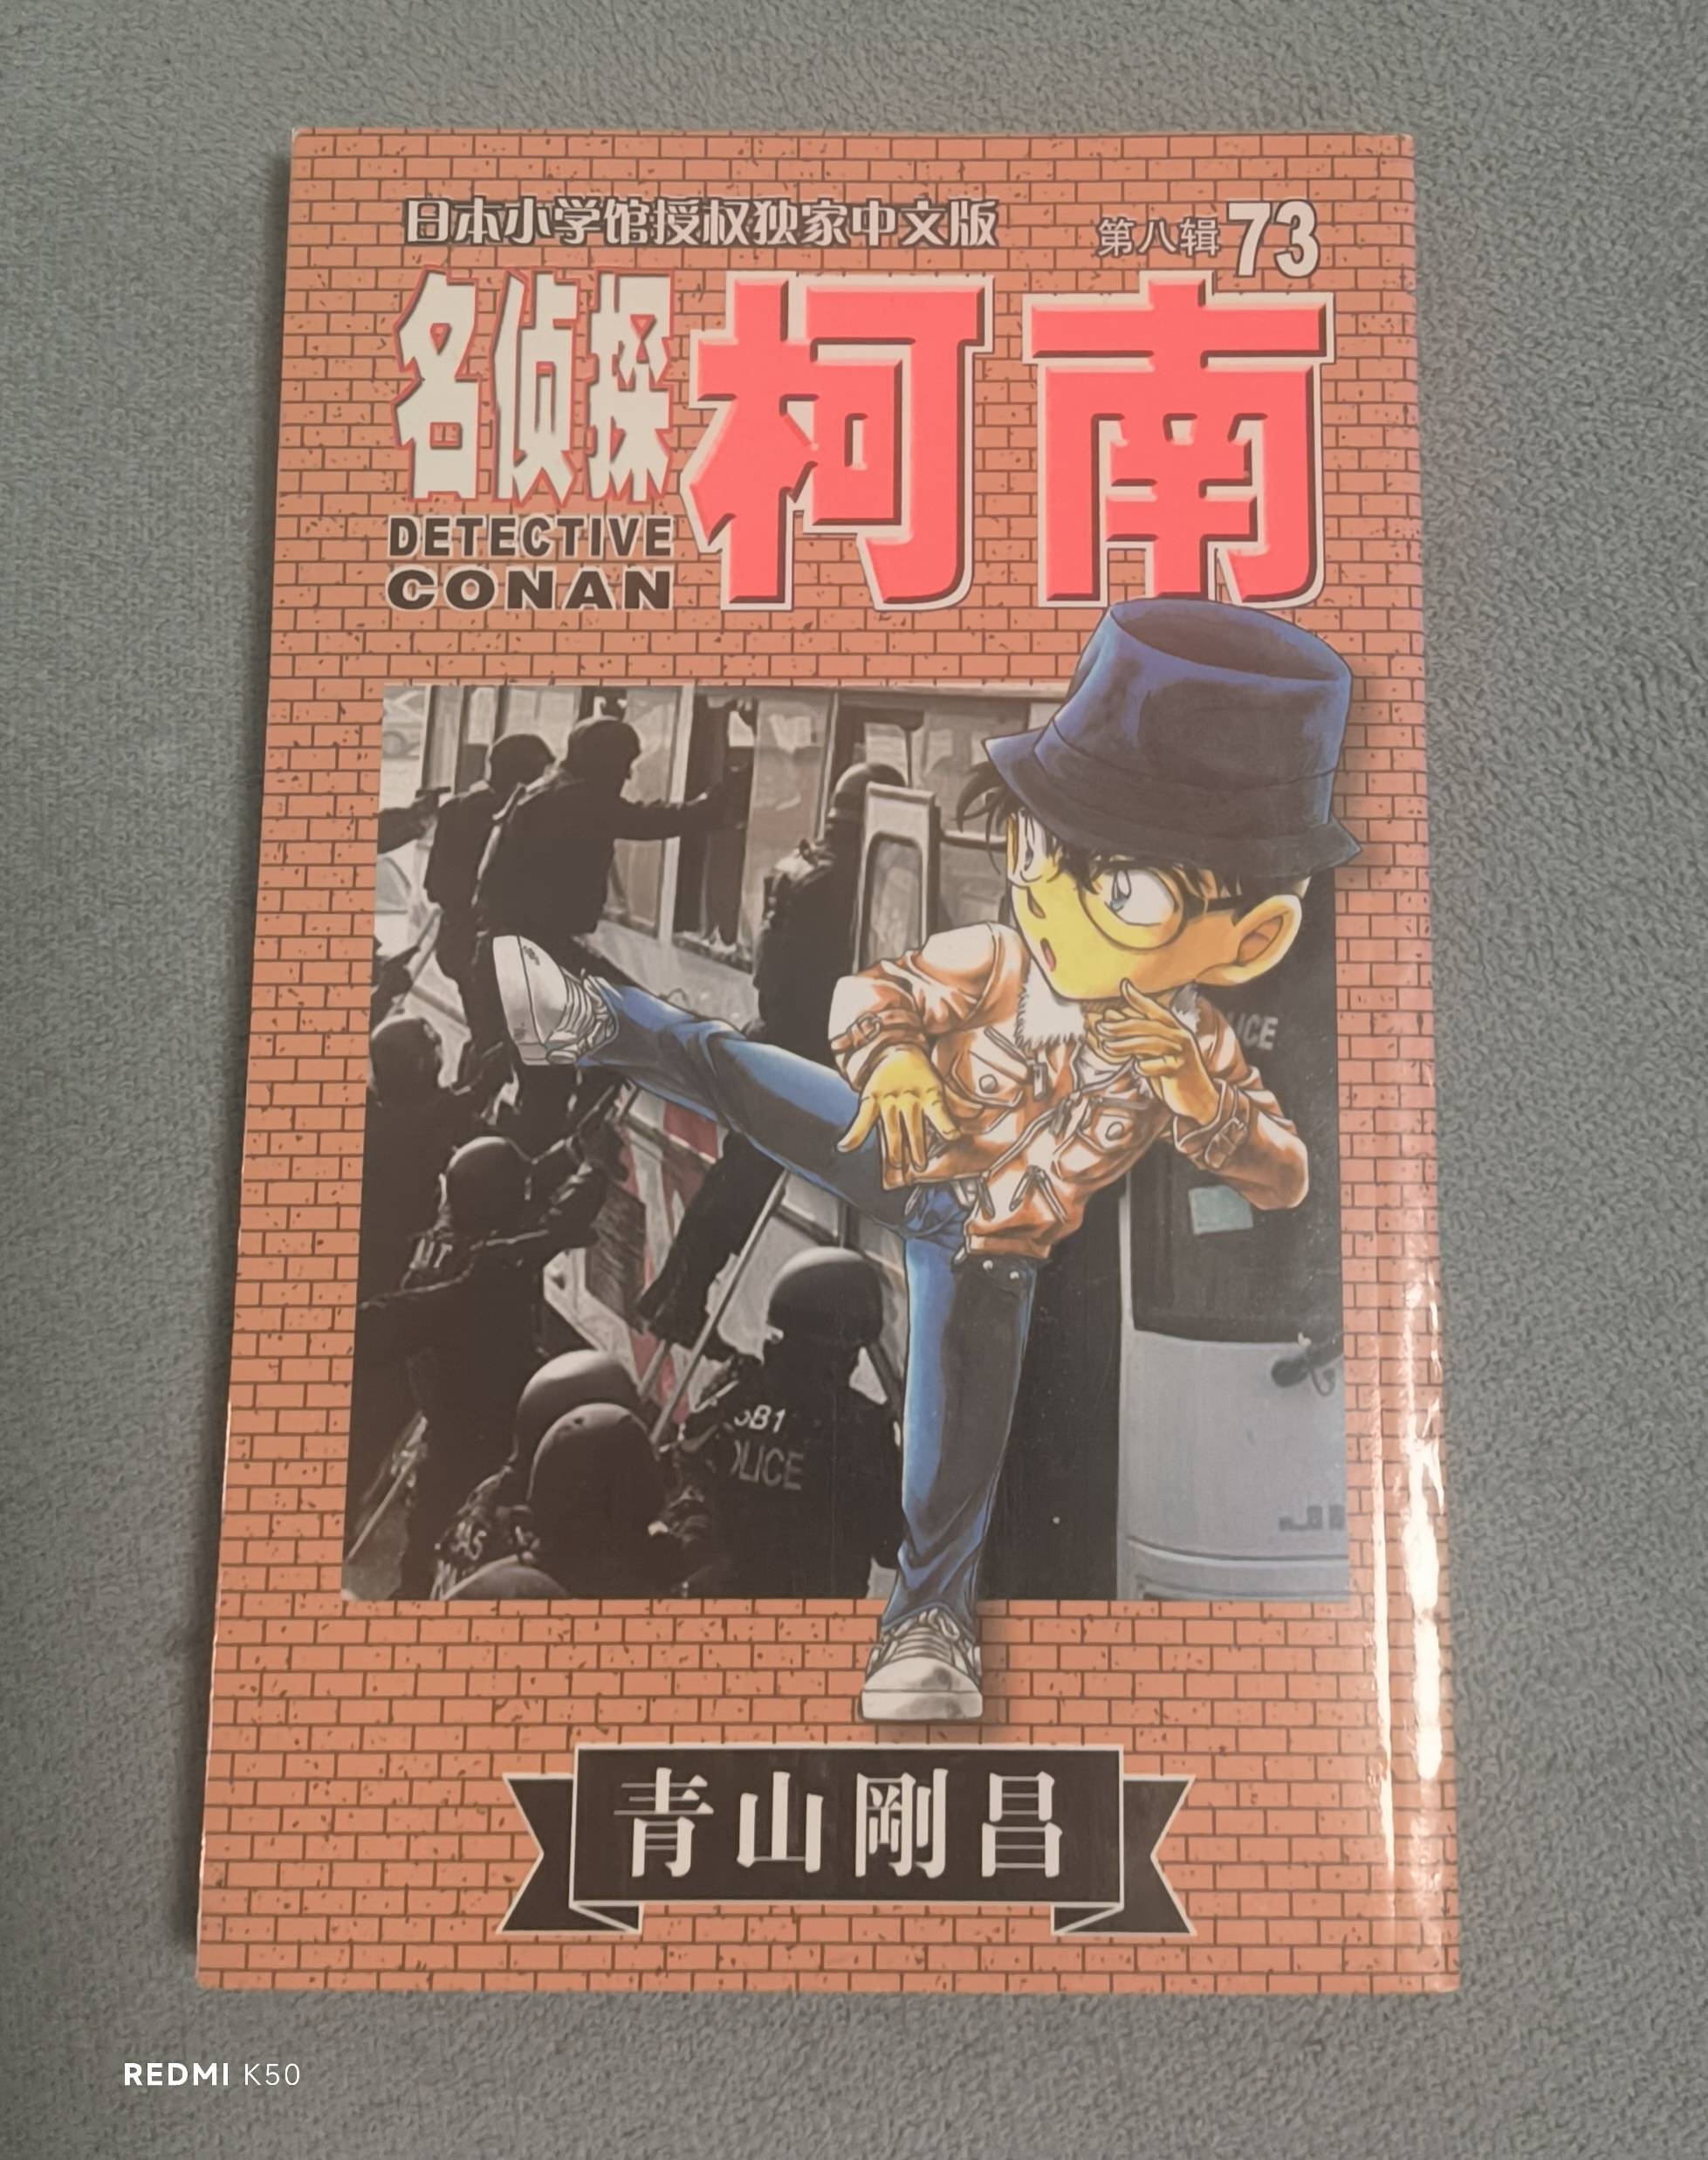 日本小学馆授权独家中文版
第八辑 73
名侦探 柯南
DETECTIVE
CONAN
POLICE
青山剛昌
REDMI K50